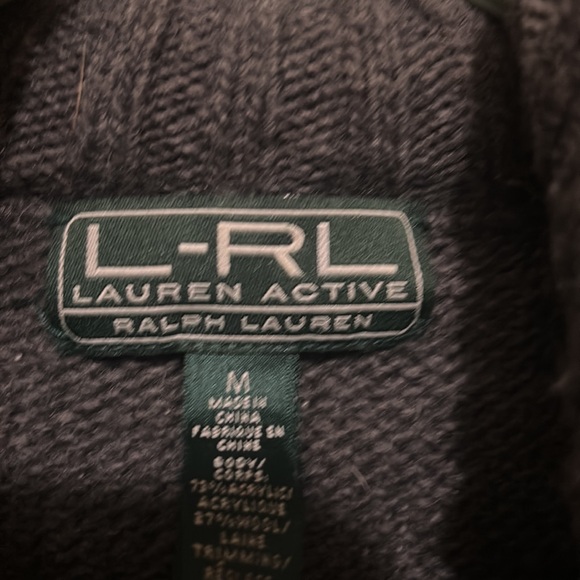 L-RL
LAUREN ACTIVE
RALPH LAUREN
M
MADE IN
CHINA
FABRIQUE EN
CHINE
BODY/
CORPS:
73% ACRYLIC/
ACRYLIQUE
27% WOOL/
LAINE
TRIMMING/